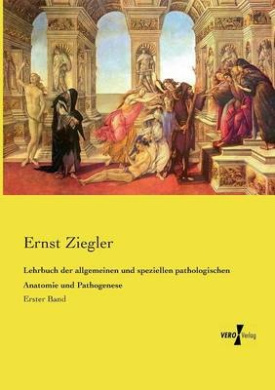 Ernst Ziegler
Lehrbuch der allgemeinen und speziellen pathologischen
Anatomie und Pathogenese
Erster Band
VERO Verlag